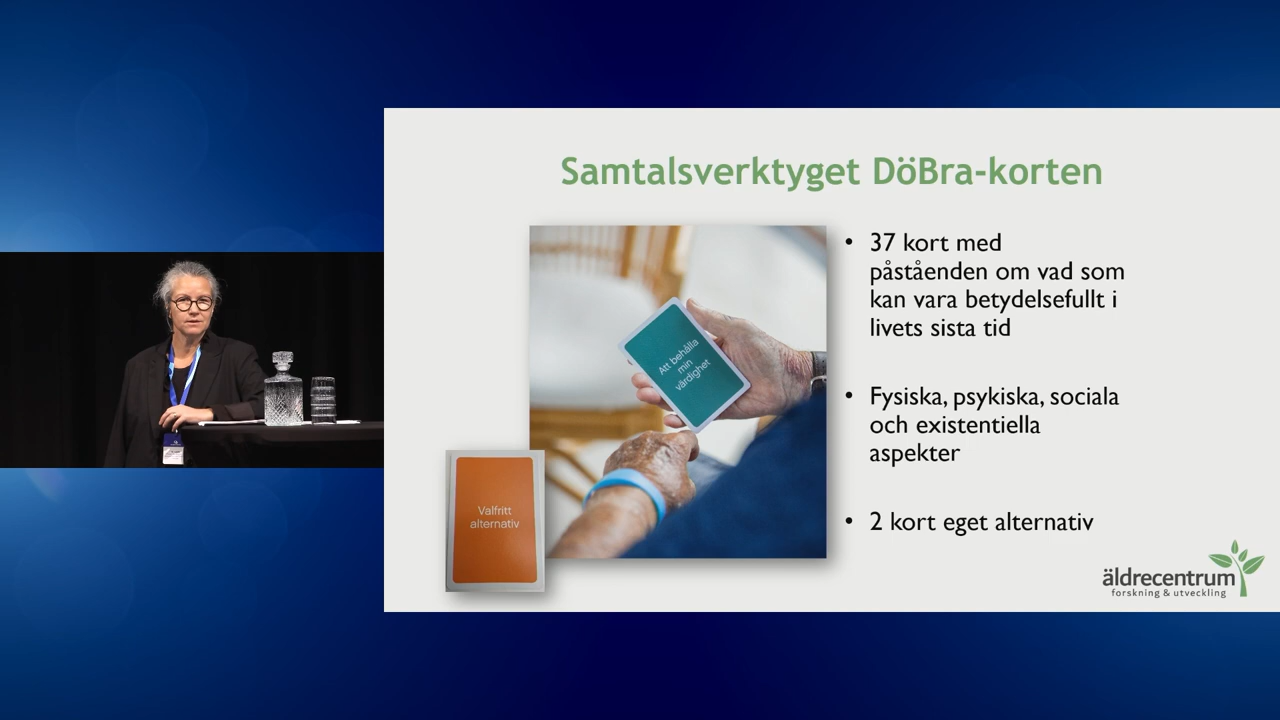 Samtalsverktyget DöBra-korten
• 37 kort med
påståenden om vad som
kan vara betydelsefullt i
livets sista tid
• Fysiska, psykiska, sociala
och existentiella
aspekter
• 2 kort eget alternativ
Att behålla
min
värdighet
Valfritt
alternativ
äldrecentrum
forskning & utveckling